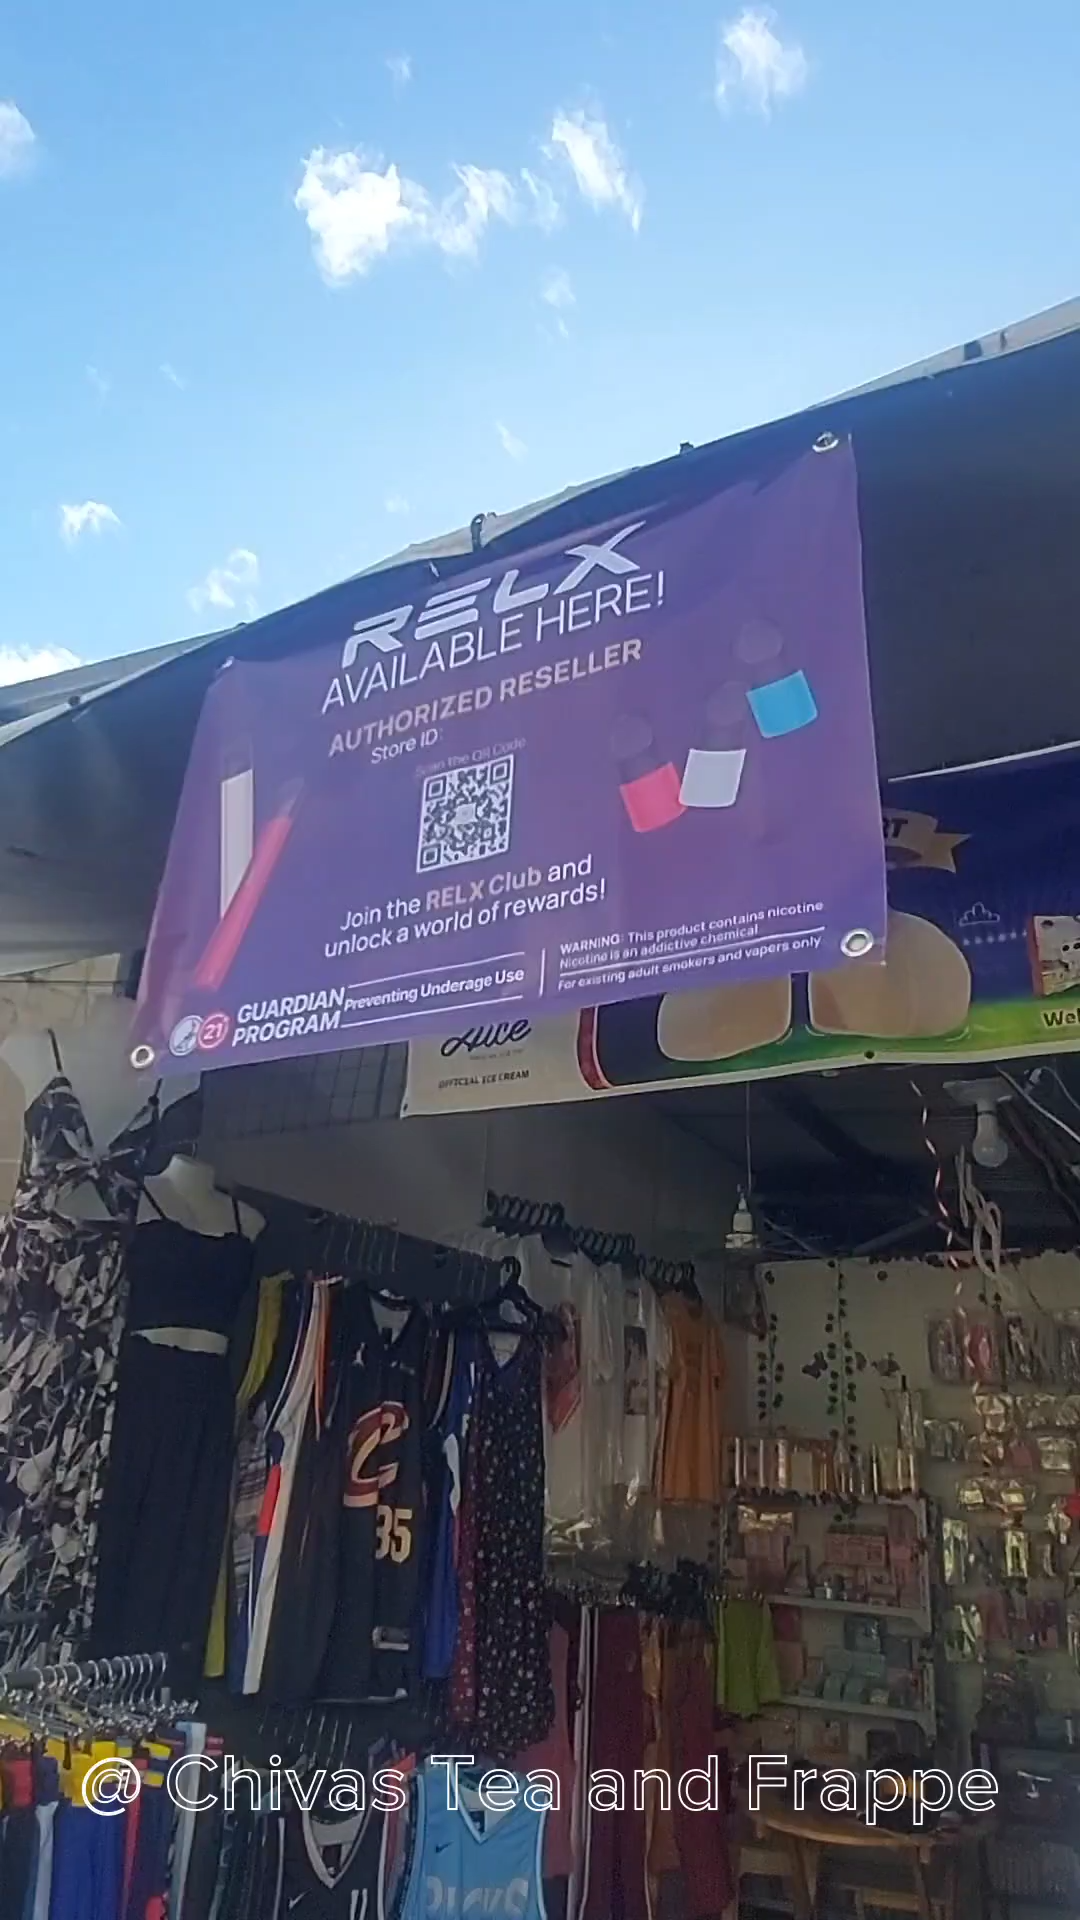 RELX
AVAILABLE HERE!
AUTHORIZED RESELLER
Store ID:
Scan the QR Code
Join the RELX Club and
unlock a world of rewards!
21+
GUARDIAN
PROGRAM
Preventing Underage Use
WARNING: This product contains nicotine
Nicotine is an addictive chemical
For existing adult smokers and vapers only
OFFICIAL ICE CREAM
Wel
C
35
@ Chivas Tea and Frappe